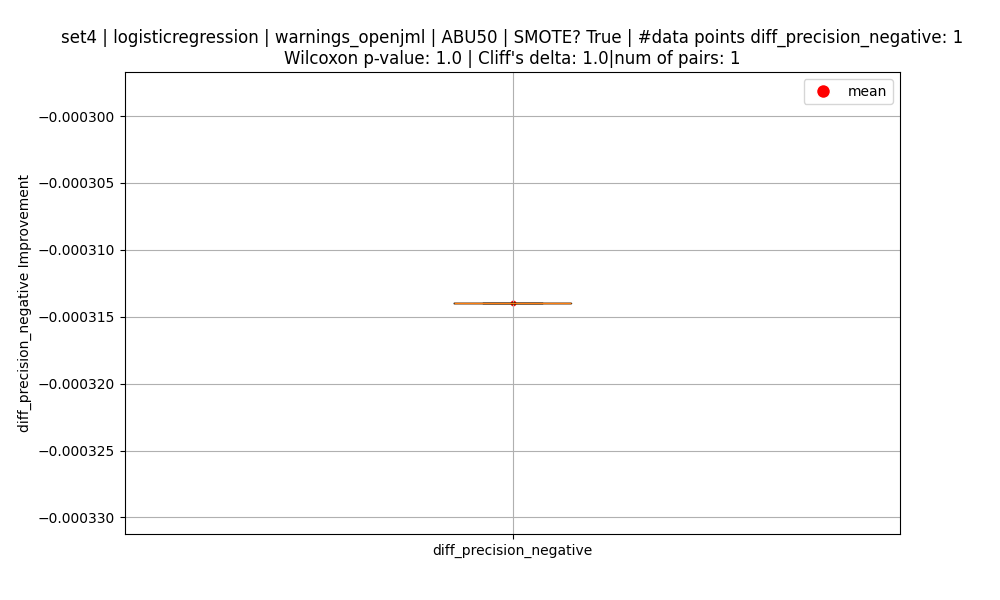 set4 | logisticregression | warnings_openjml | ABU50 | SMOTE? True | #data points diff_precision_negative: 1
Wilcoxon p-value: 1.0 | Cliff's delta: 1.0|num of pairs: 1
mean
−0.000300
−0.000305
−0.000310
−0.000315
−0.000320
−0.000325
−0.000330
diff_precision_negative Improvement
diff_precision_negative